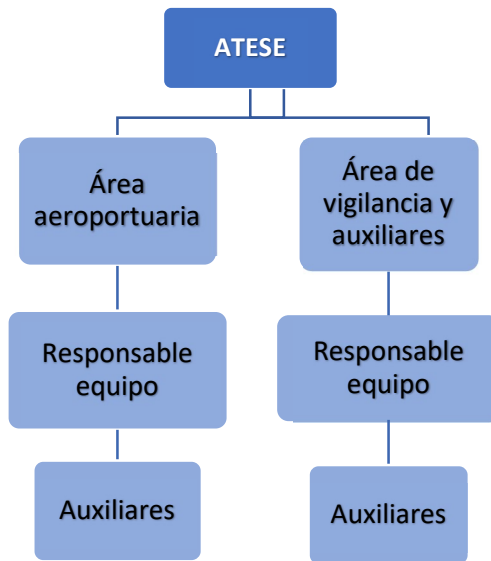 ATESE
Área
aeroportuaria
Área de
vigilancia y
auxiliares
Responsable
equipo
Responsable
equipo
Auxiliares
Auxiliares